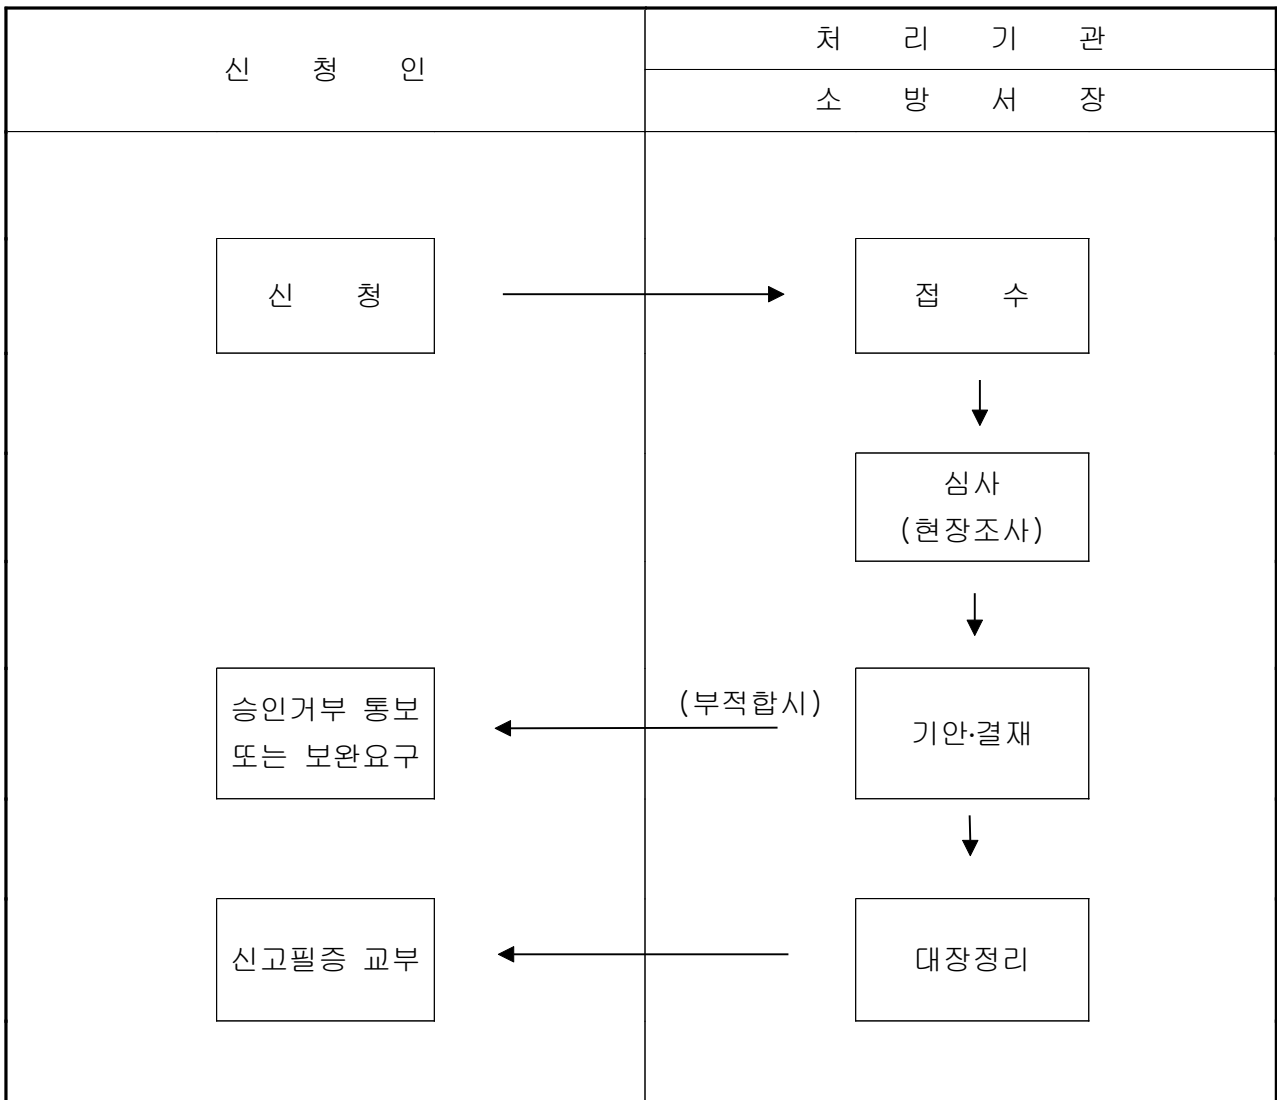 신 청 인
처 리 기 관
소 방 서 장
신 청
접 수
심사
(현장조사)
승인거부 통보
또는 보완요구
(부적합시)
기안·결재
신고필증 교부
대장정리